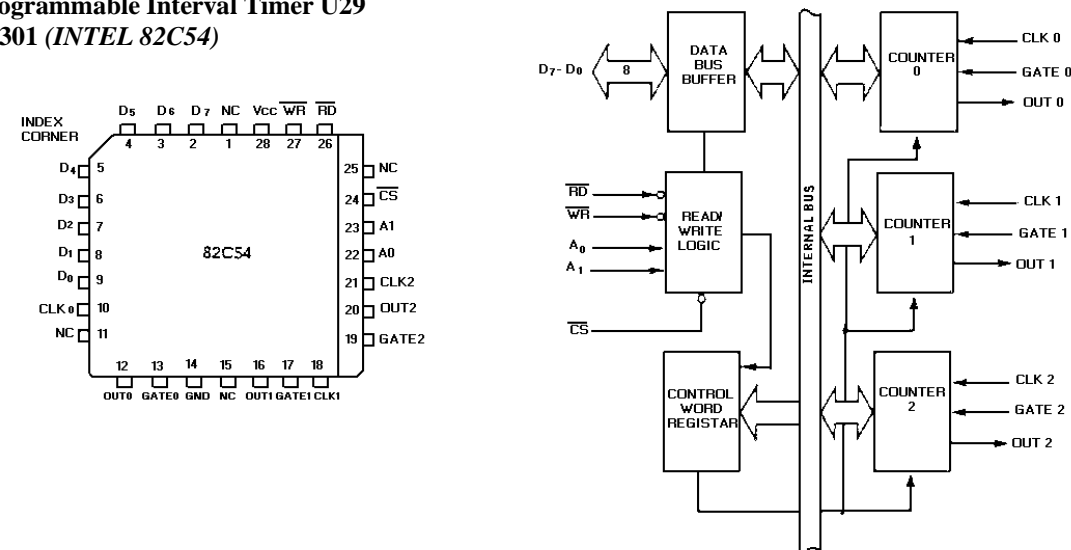 ogrammable Interval Timer U29
301 (INTEL 82C54)
INDEX
CORNER
D5 D6 D7 NC Vcc WR RD
4 3 2 1 28 27 26
D4 5
D3 6
D2 7
D1 8
D0 9
CLK0 10
NC 11
82C54
25 NC
24 CS
23 A1
22 A0
21 CLK2
20 OUT2
19 GATE2
12 13 14 15 16 17 18
OUT0 GATE0 GND NC OUT1 GATE1 CLK1
D7-D0
8
DATA
BUS
BUFFER
RD
WR
A0
A1
CS
READ/
WRITE
LOGIC
CONTROL
WORD
REGISTAR
INTERNAL BUS
COUNTER
0
CLK 0
GATE 0
OUT 0
COUNTER
1
CLK 1
GATE 1
OUT 1
COUNTER
2
CLK 2
GATE 2
OUT 2